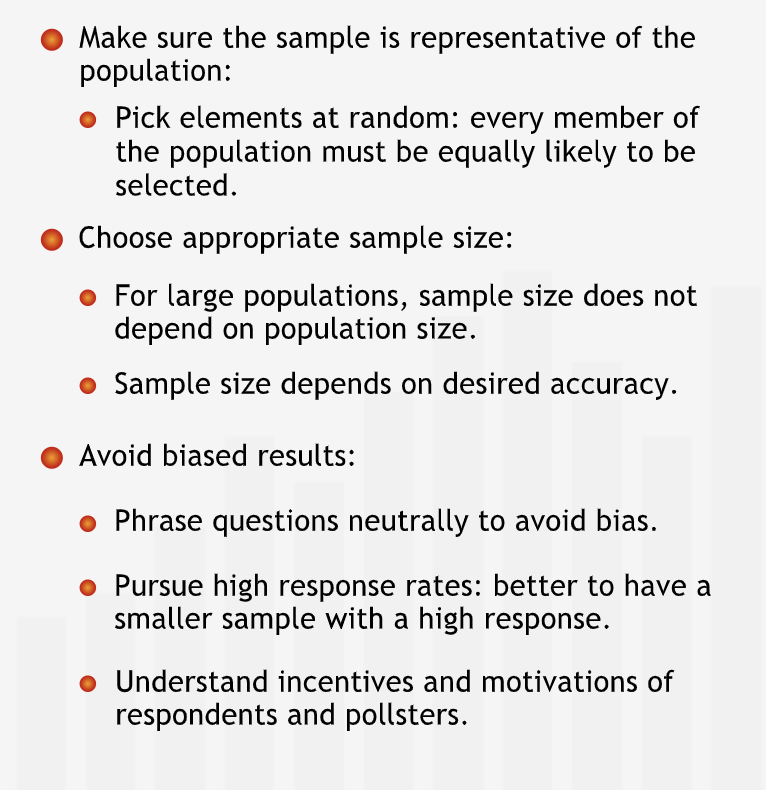 Make sure the sample is representative of the
population:
Pick elements at random: every member of
the population must be equally likely to be
selected.
Choose appropriate sample size:
For large populations, sample size does not
depend on population size.
Sample size depends on desired accuracy.
Avoid biased results:
Phrase questions neutrally to avoid bias.
Pursue high response rates: better to have a
smaller sample with a high response.
Understand incentives and motivations of
respondents and pollsters.